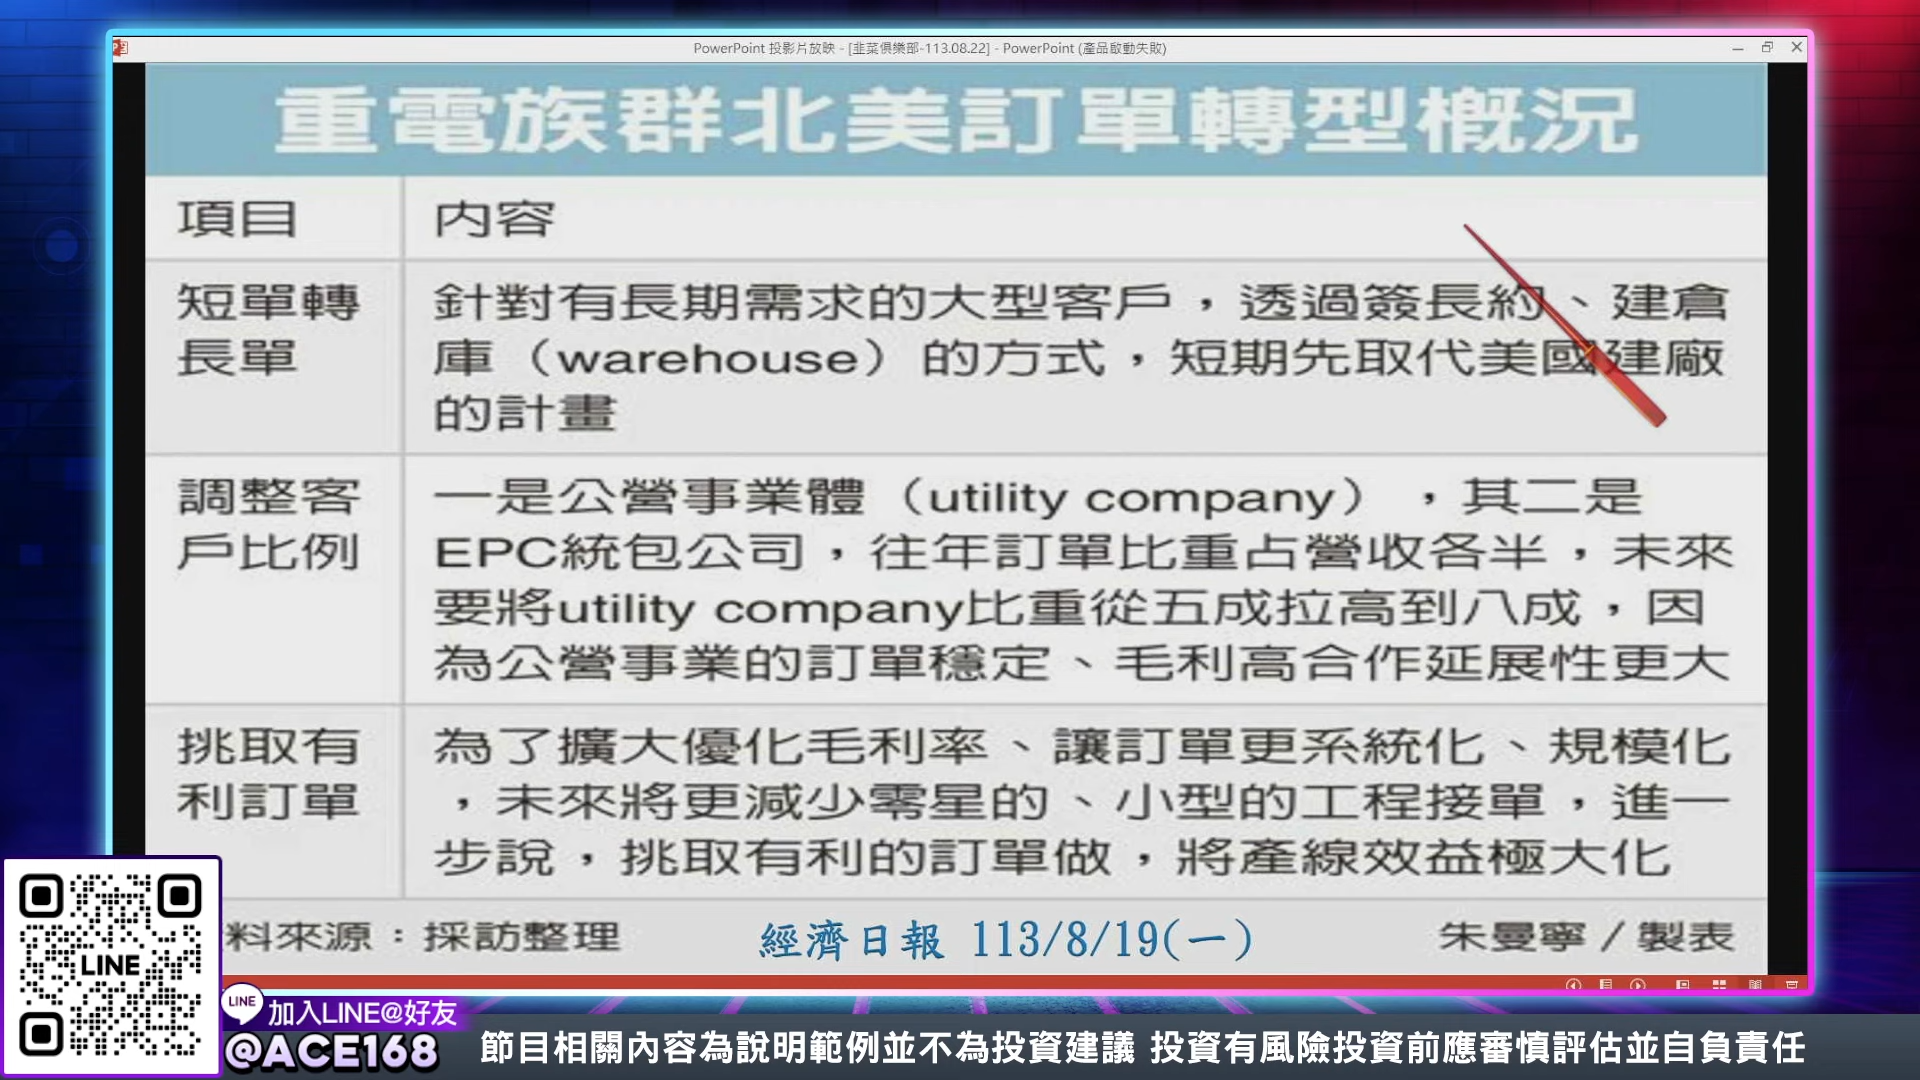 PowerPoint 投影片放映 - [韭菜俱樂部-113.08.22] - PowerPoint (產品啟動失敗)
重電族群北美訂單轉型概況
項目
內容
短單轉
長單
針對有長期需求的大型客戶，透過簽長約、建倉
庫（warehouse）的方式，短期先取代美國建廠
的計畫
調整客
戶比例
一是公營事業體（utility company），其二是
EPC統包公司，往年訂單比重占營收各半，未來
要將utility company比重從五成拉高到八成，因
為公營事業的訂單穩定、毛利高合作延展性更大
挑取有
利訂單
為了擴大優化毛利率、讓訂單更系統化、規模化
，未來將更減少零星的、小型的工程接單，進一
步說，挑取有利的訂單做，將產線效益極大化
料來源：採訪整理
經濟日報 113/8/19(一)
朱曼寧／製表
LINE
LINE
加入LINE@好友
@ACE168
節目相關內容為說明範例並不為投資建議 投資有風險投資前應審慎評估並自負責任